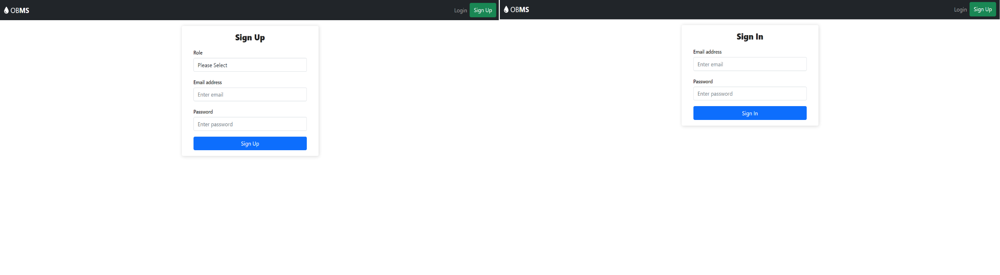 OBMS
Login
Sign Up
Sign Up
Role
Please Select
Email address
Enter email
Password
Enter password
Sign Up
OBMS
Login
Sign Up
Sign In
Email address
Enter email
Password
Enter password
Sign In